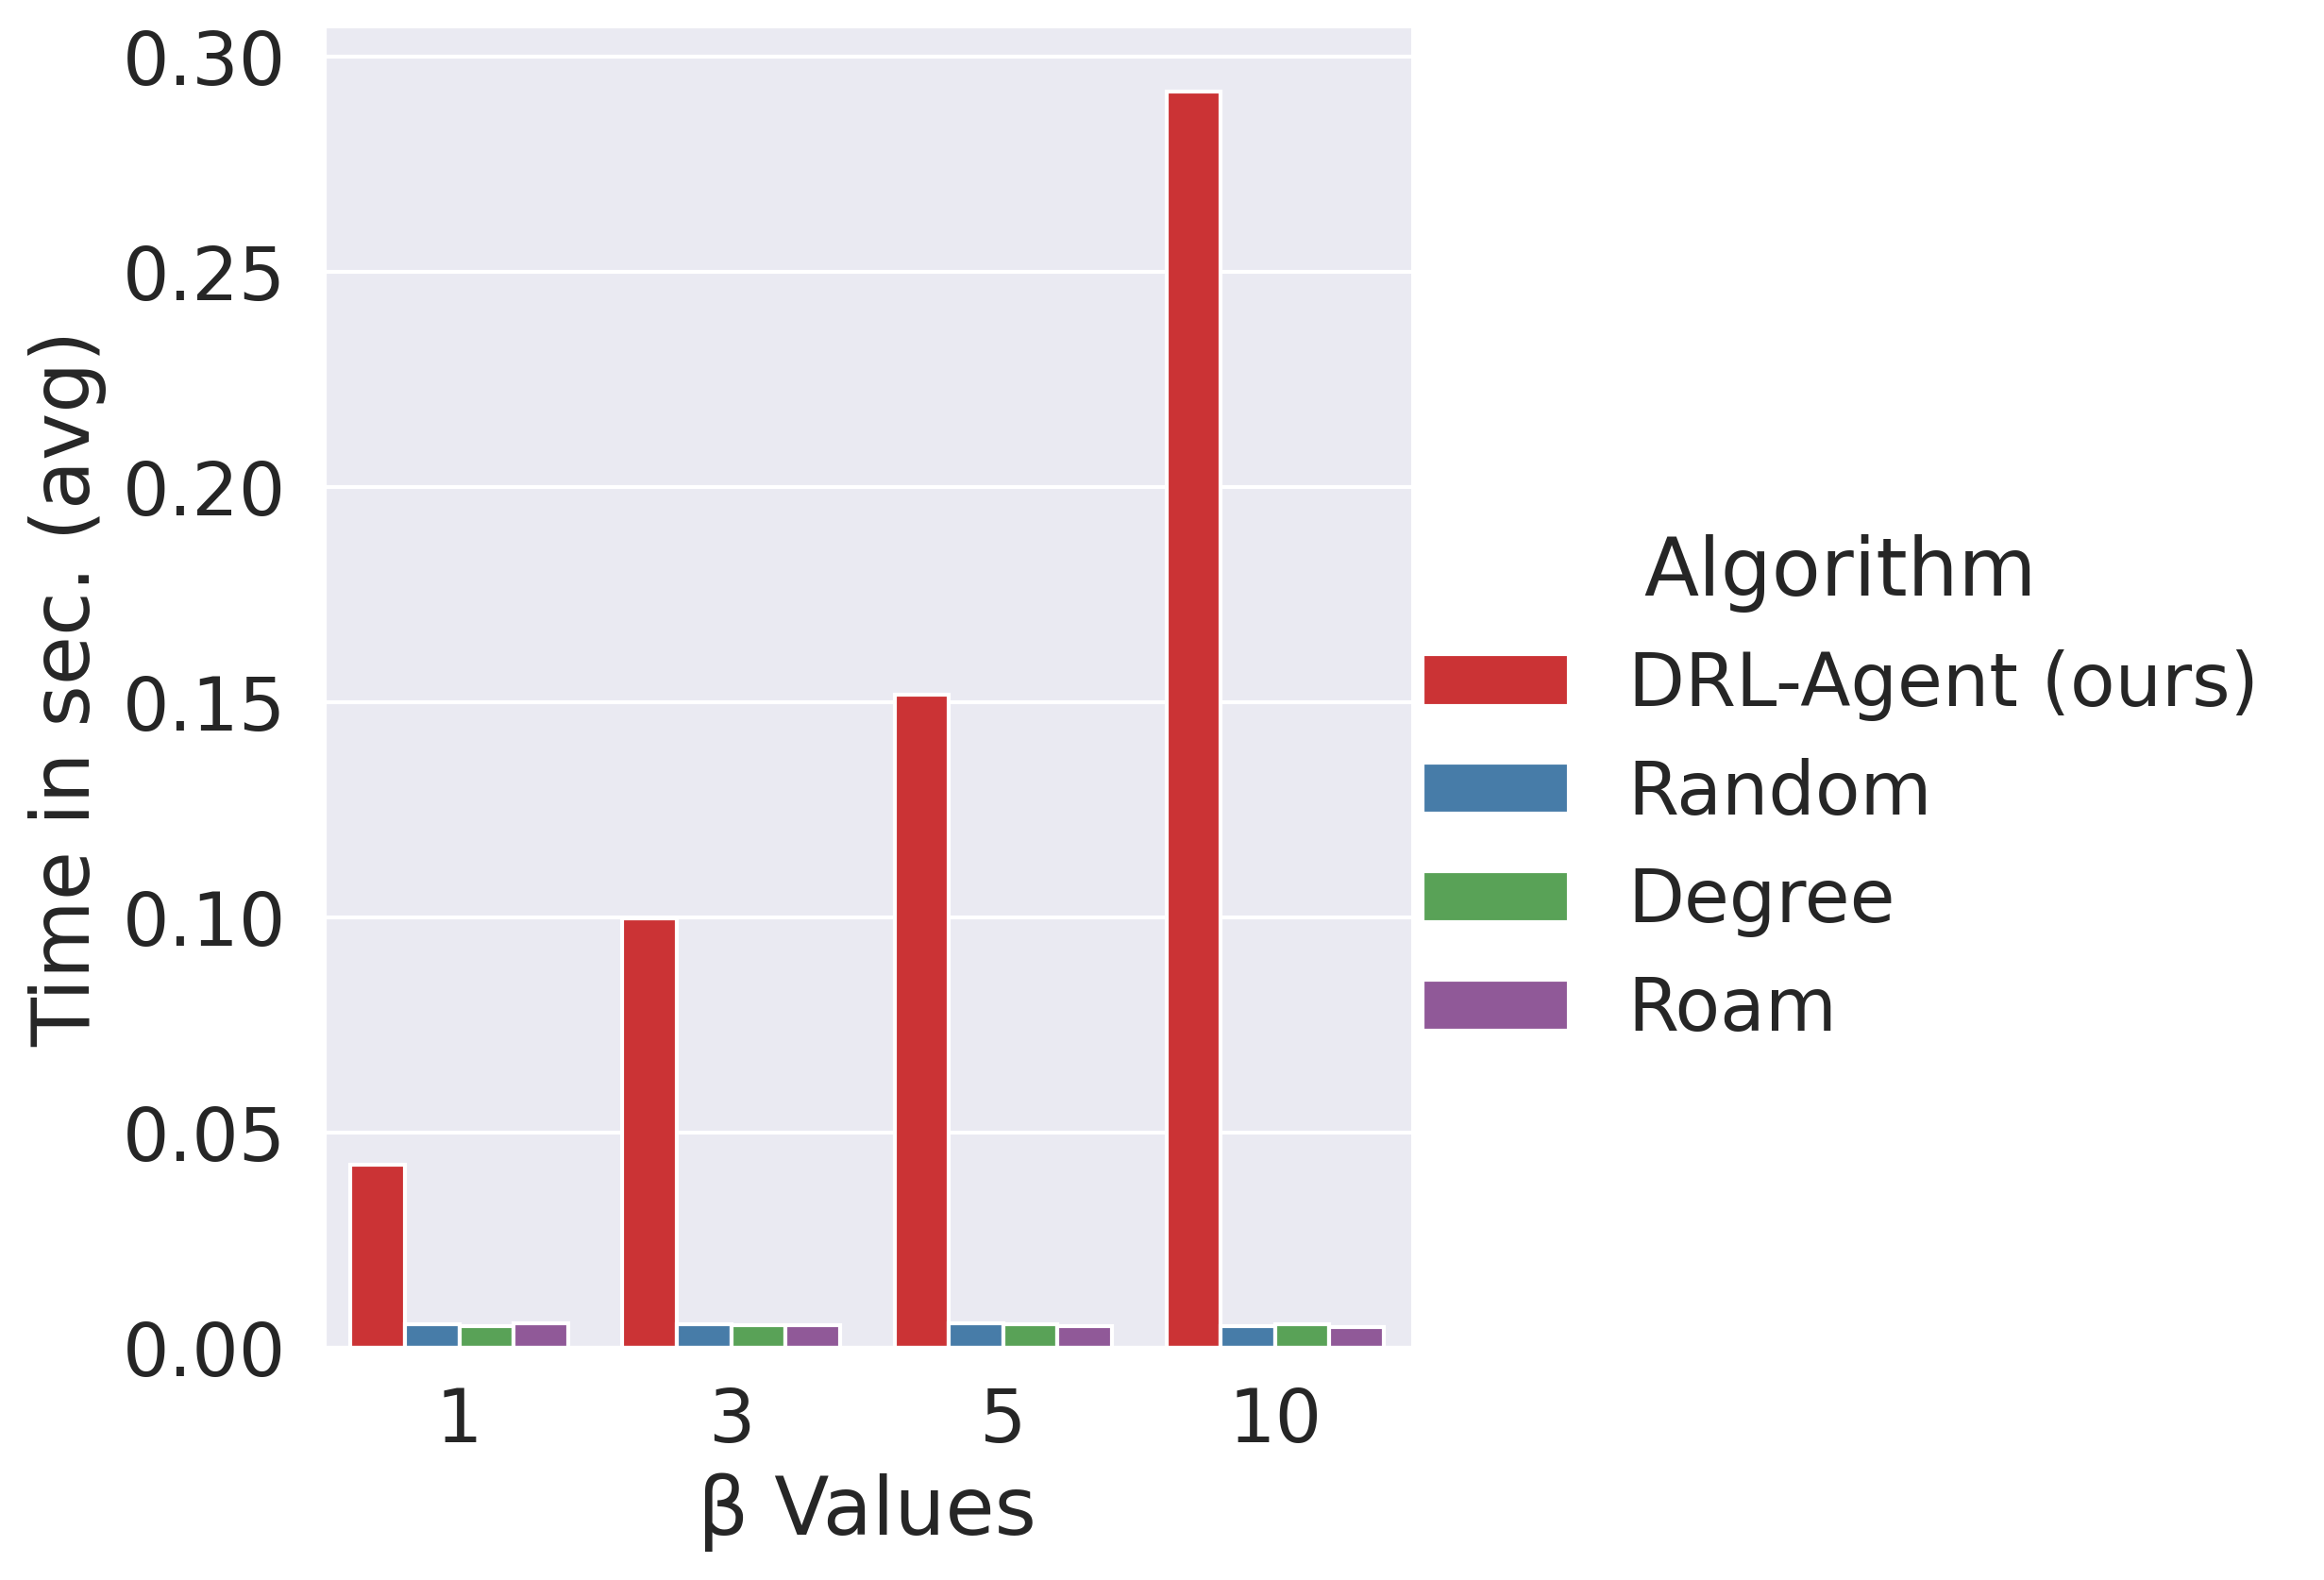 Time in sec. (avg)
0.30
0.25
0.20
0.15
0.10
0.05
0.00
1 3 5 10
β Values
Algorithm
DRL-Agent (ours)
Random
Degree
Roam